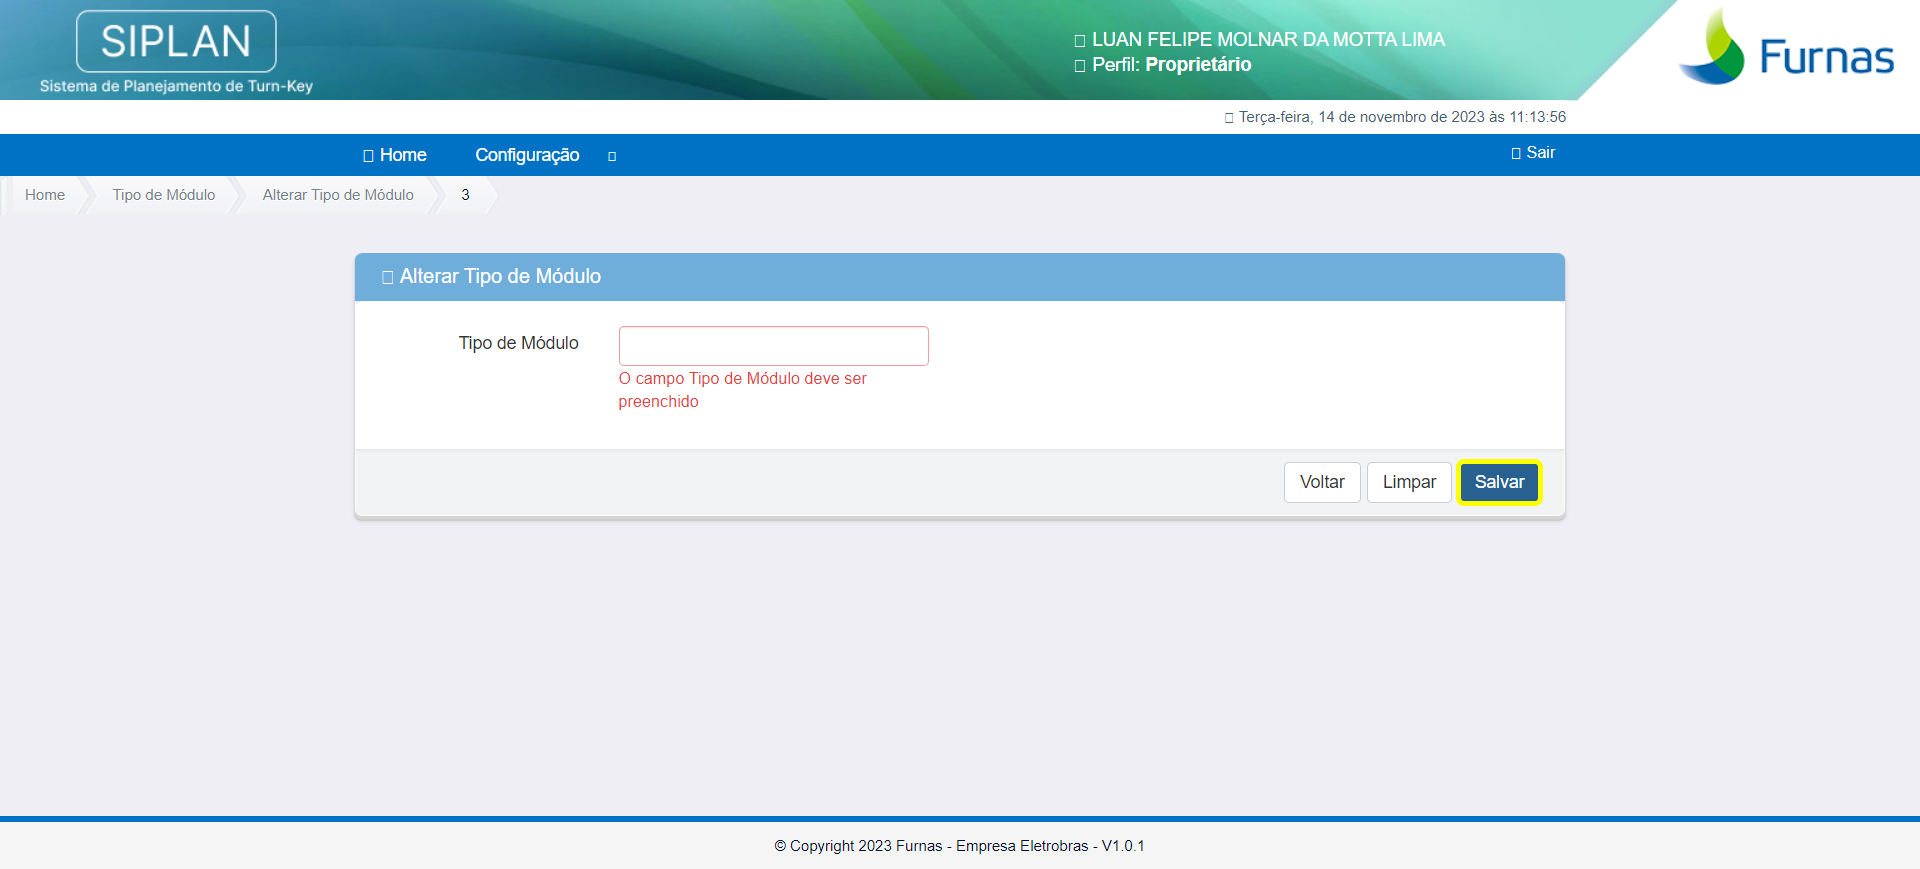 SIPLAN
Sistema de Planejamento de Turn-Key
LUAN FELIPE MOLNAR DA MOTTA LIMA
Perfil: Proprietário
Furnas
Terça-feira, 14 de novembro de 2023 às 11:13:56
Home Configuração Sair
Home Tipo de Módulo Alterar Tipo de Módulo 3
Alterar Tipo de Módulo
Tipo de Módulo
O campo Tipo de Módulo deve ser
preenchido
Voltar Limpar Salvar
© Copyright 2023 Furnas - Empresa Eletrobras - V1.0.1